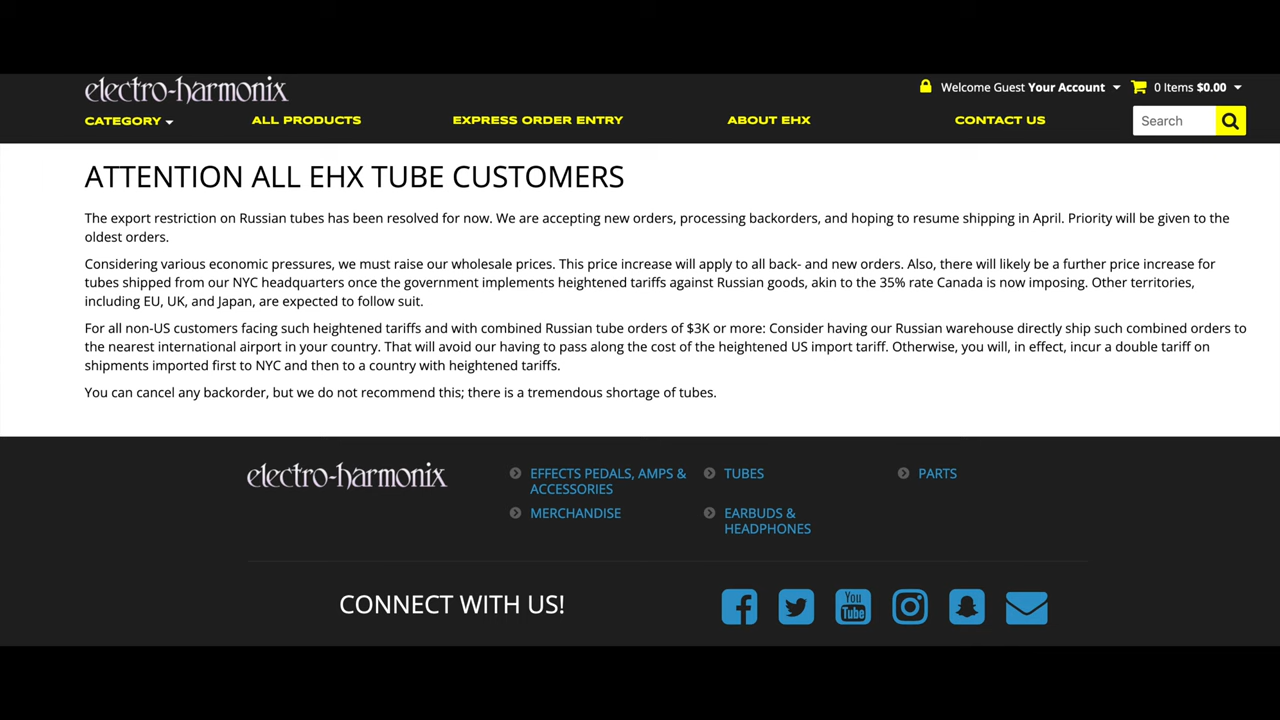 electro-harmonix
Welcome Guest Your Account
0 Items $0.00
CATEGORY
ALL PRODUCTS
EXPRESS ORDER ENTRY
ABOUT EHX
CONTACT US
Search
ATTENTION ALL EHX TUBE CUSTOMERS
The export restriction on Russian tubes has been resolved for now. We are accepting new orders, processing backorders, and hoping to resume shipping in April. Priority will be given to the
oldest orders.
Considering various economic pressures, we must raise our wholesale prices. This price increase will apply to all back- and new orders. Also, there will likely be a further price increase for
tubes shipped from our NYC headquarters once the government implements heightened tariffs against Russian goods, akin to the 35% rate Canada is now imposing. Other territories,
including EU, UK, and Japan, are expected to follow suit.
For all non-US customers facing such heightened tariffs and with combined Russian tube orders of $3K or more: Consider having our Russian warehouse directly ship such combined orders to
the nearest international airport in your country. That will avoid our having to pass along the cost of the heightened US import tariff. Otherwise, you will, in effect, incur a double tariff on
shipments imported first to NYC and then to a country with heightened tariffs.
You can cancel any backorder, but we do not recommend this; there is a tremendous shortage of tubes.
electro-harmonix
EFFECTS PEDALS, AMPS &
ACCESSORIES
TUBES
PARTS
MERCHANDISE
EARBUDS &
HEADPHONES
CONNECT WITH US!
You
Tube